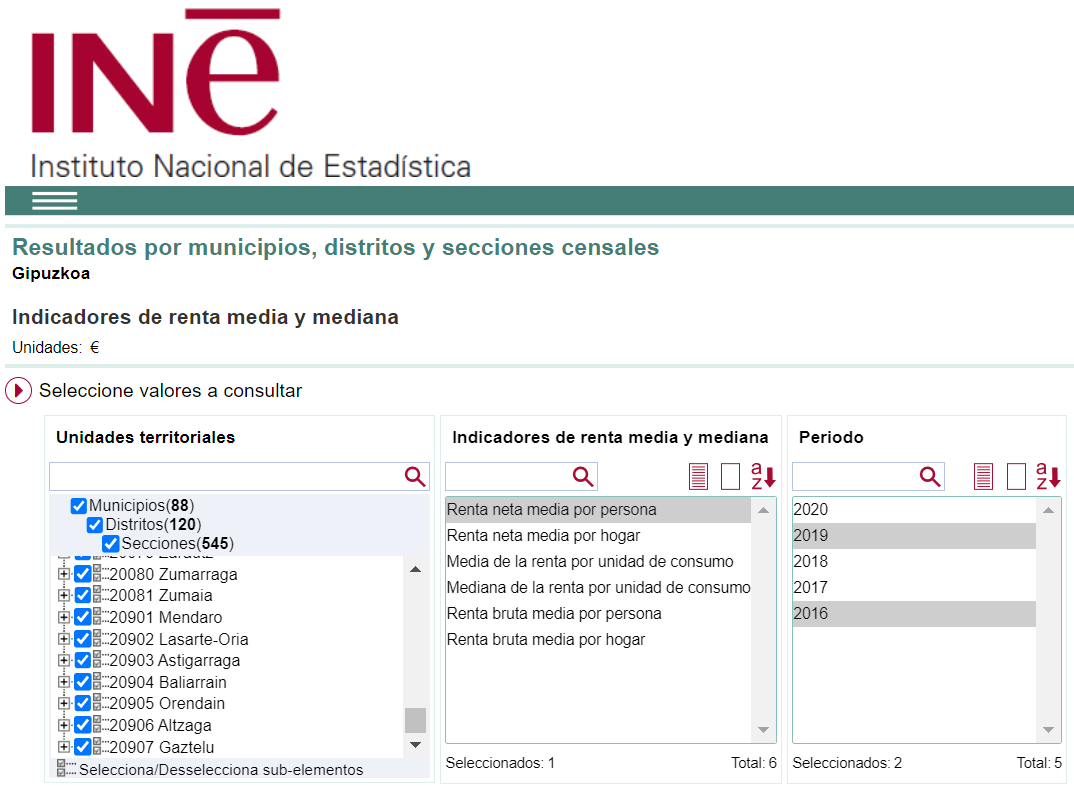 INe
Instituto Nacional de Estadística
Resultados por municipios, distritos y secciones censales
Gipuzkoa
Indicadores de renta media y mediana
Unidades: €
Seleccione valores a consultar
Unidades territoriales
Municipios(88)
Distritos(120)
Secciones(545)
20080 Zumarraga
20081 Zumaia
20901 Mendaro
20902 Lasarte-Oria
20903 Astigarraga
20904 Baliarrain
20905 Orendain
20906 Altzaga
20907 Gaztelu
Selecciona/Desselecciona sub-elementos
Indicadores de renta media y mediana
a
z
Renta neta media por persona
Renta neta media por hogar
Media de la renta por unidad de consumo
Mediana de la renta por unidad de consumo
Renta bruta media por persona
Renta bruta media por hogar
Seleccionados: 1 Total: 6
Periodo
a
z
2020
2019
2018
2017
2016
Seleccionados: 2 Total: 5